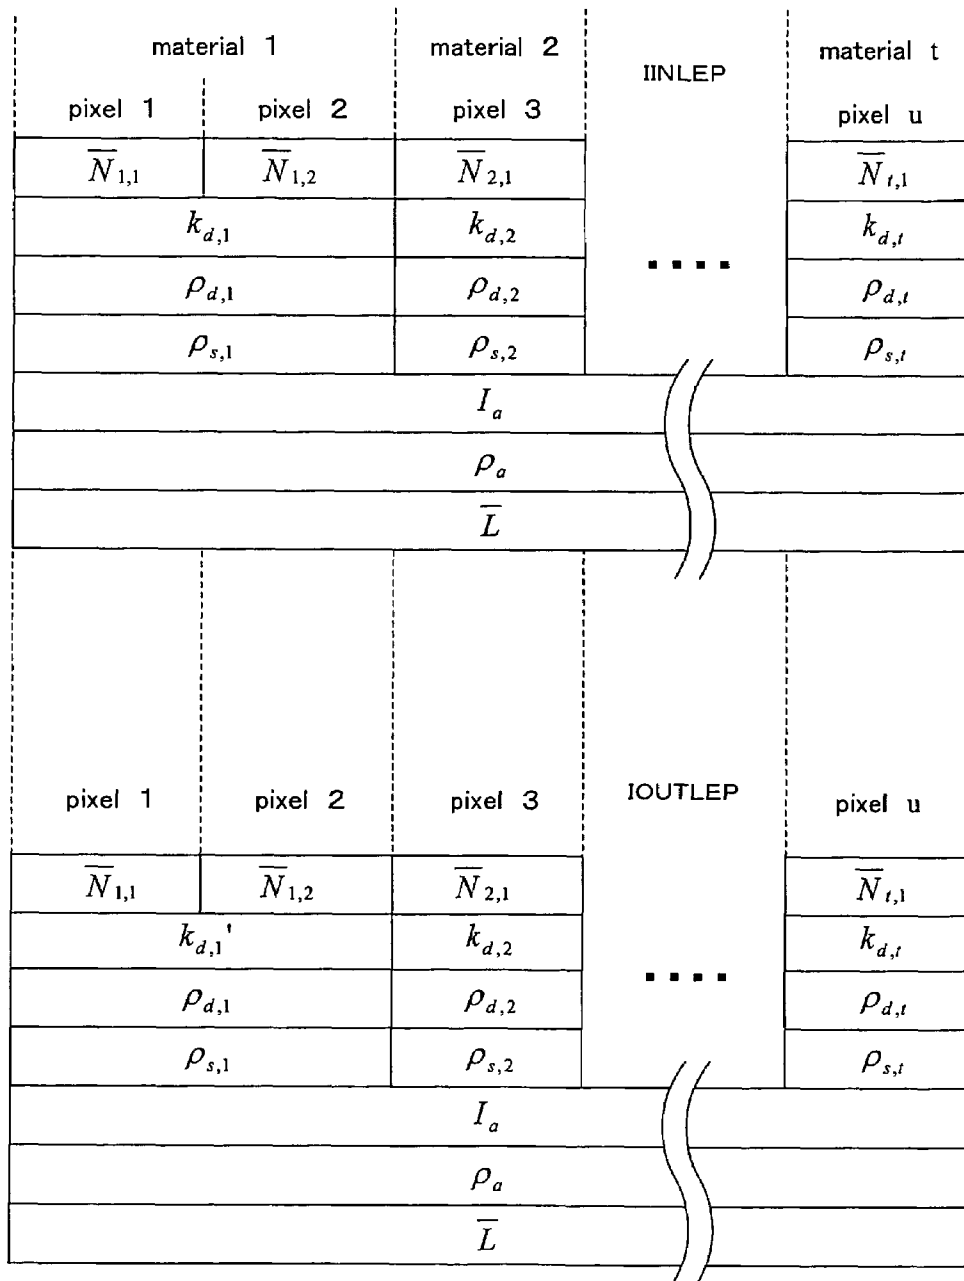 material 1 material 2 IINLEP material t
pixel 1 pixel 2 pixel 3 pixel u
N̅1,1 N̅1,2 N̅2,1 N̅t,1
kd,1 kd,2 kd,t
ρd,1 ρd,2 ▪▪▪▪ ρd,t
ρs,1 ρs,2 ρs,t
Ia
ρa
L̅
pixel 1 pixel 2 pixel 3 IOUTLEP pixel u
N̅1,1 N̅1,2 N̅2,1 N̅t,1
kd,1' kd,2 kd,t
ρd,1 ρd,2 ▪▪▪▪ ρd,t
ρs,1 ρs,2 ρs,t
Ia
ρa
L̅